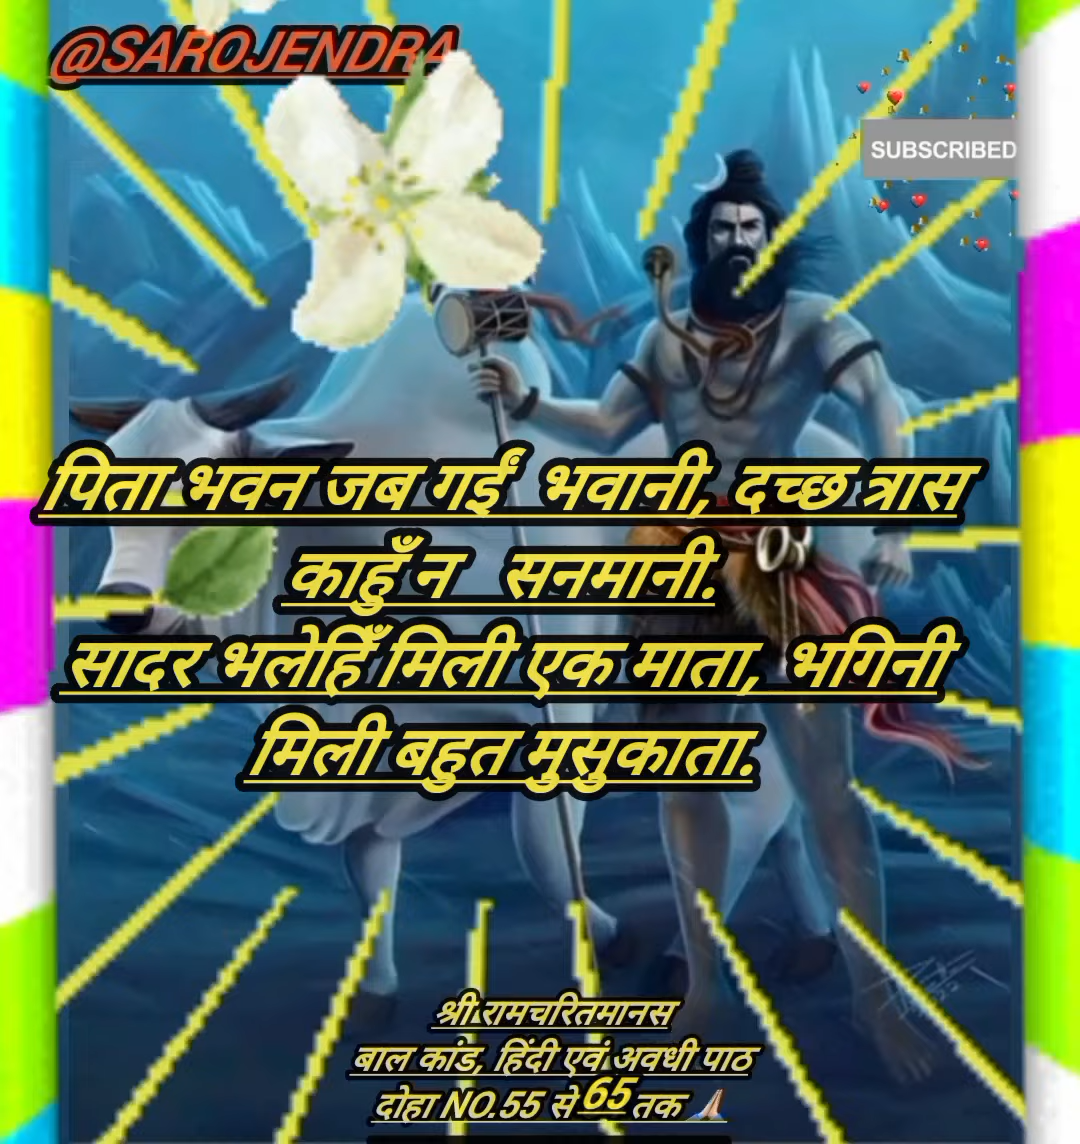 @SAROJENDRA
SUBSCRIBED
पिता भवन जब गईं भवानी, दच्छ त्रास
काहुँ न सनमानी.
सादर भलेहिँ मिली एक माता, भगिनी
मिली बहुत मुसुकाता.
श्री.रामचरितमानस
बाल कांड, हिंदी एवं अवधी पाठ
दोहा NO.55 से 65 तक 🙏🏻